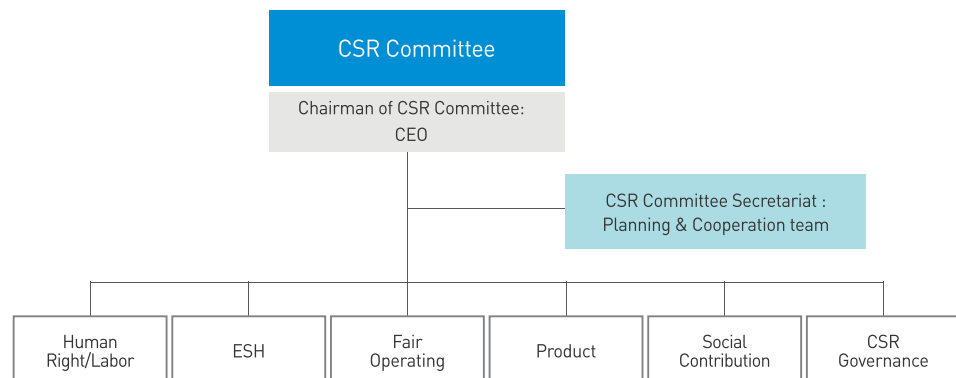 CSR Committee
Chairman of CSR Committee:
CEO
CSR Committee Secretariat :
Planning & Cooperation team
Human
Right/Labor
ESH
Fair
Operating
Product
Social
Contribution
CSR
Governance